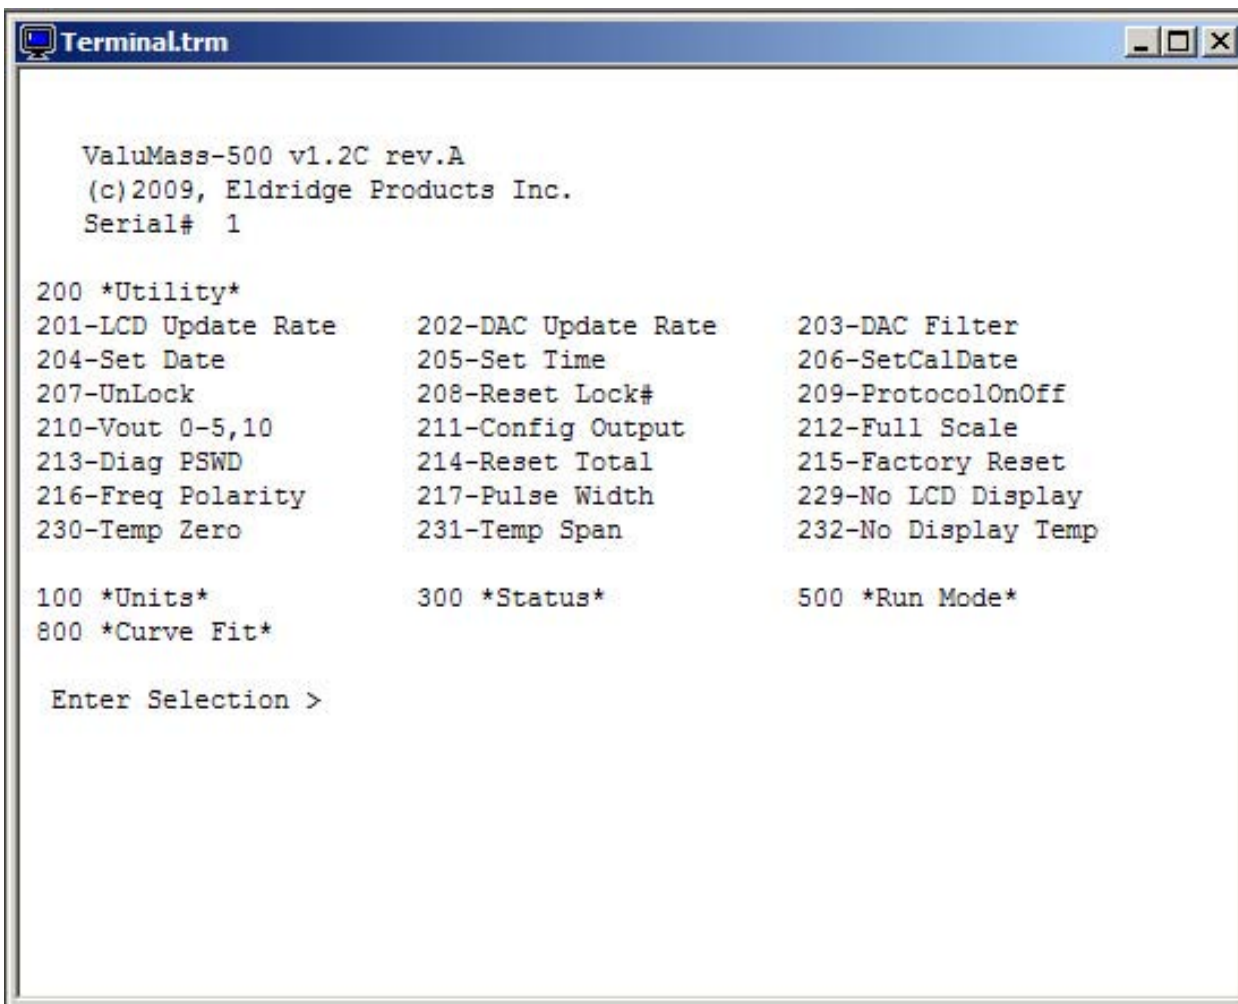 Terminal.trm
ValuMass-500 v1.2C rev.A
(c)2009, Eldridge Products Inc.
Serial#  1
200 *Utility*
201-LCD Update Rate 202-DAC Update Rate 203-DAC Filter
204-Set Date 205-Set Time 206-SetCalDate
207-UnLock 208-Reset Lock# 209-ProtocolOnOff
210-Vout 0-5,10 211-Config Output 212-Full Scale
213-Diag PSWD 214-Reset Total 215-Factory Reset
216-Freq Polarity 217-Pulse Width 229-No LCD Display
230-Temp Zero 231-Temp Span 232-No Display Temp
100 *Units* 300 *Status* 500 *Run Mode*
800 *Curve Fit*
Enter Selection >